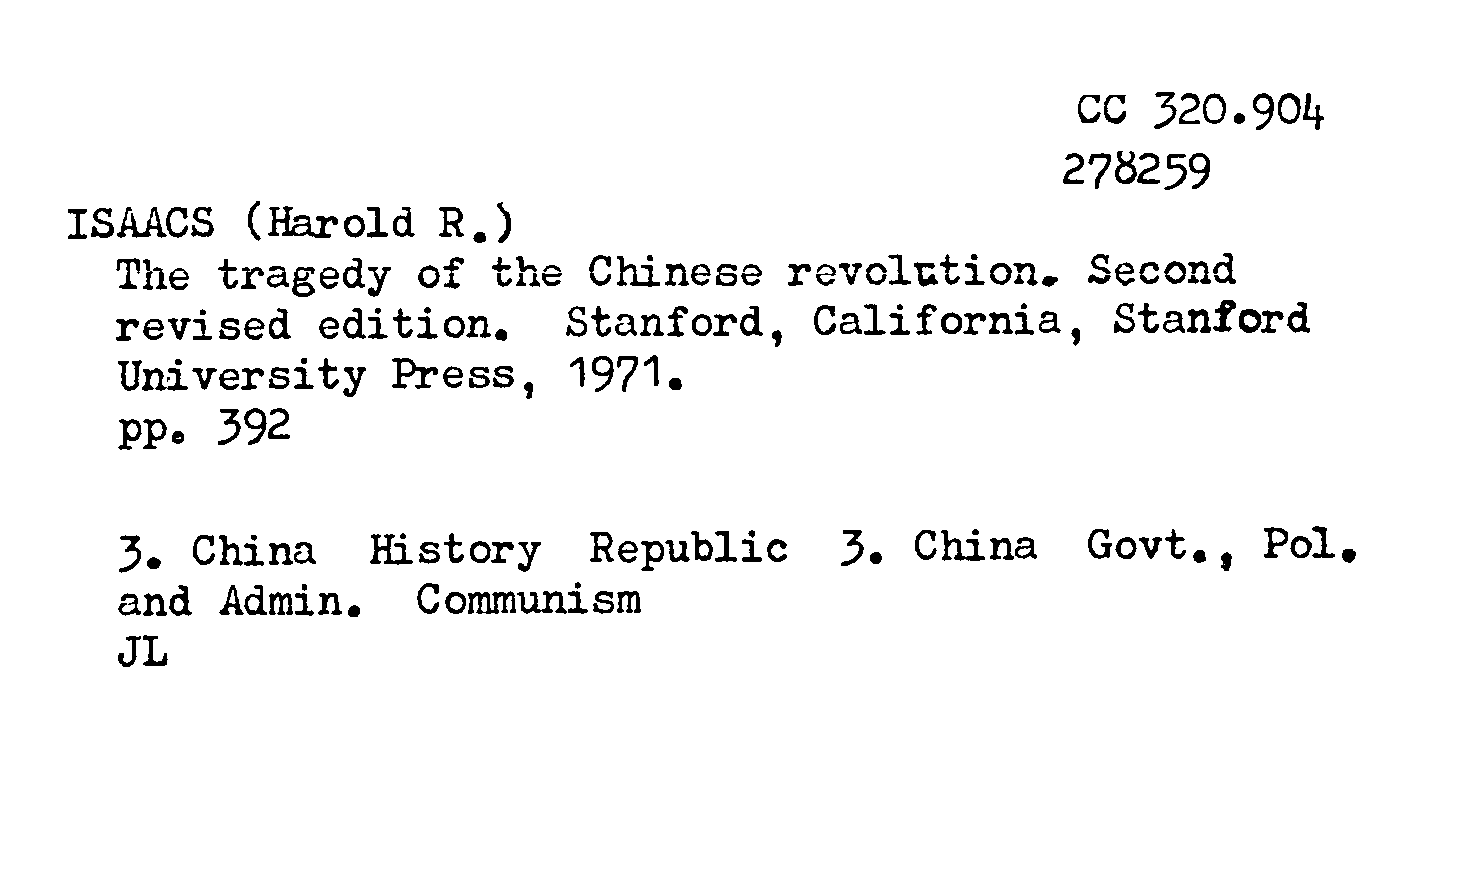 CC 320.904
278259
ISAACS (Harold R.)
The tragedy of the Chinese revolution. Second
revised edition. Stanford, California, Stanford
University Press, 1971.
pp. 392
3. China History Republic 3. China Govt., Pol.
and Admin. Communism
JL